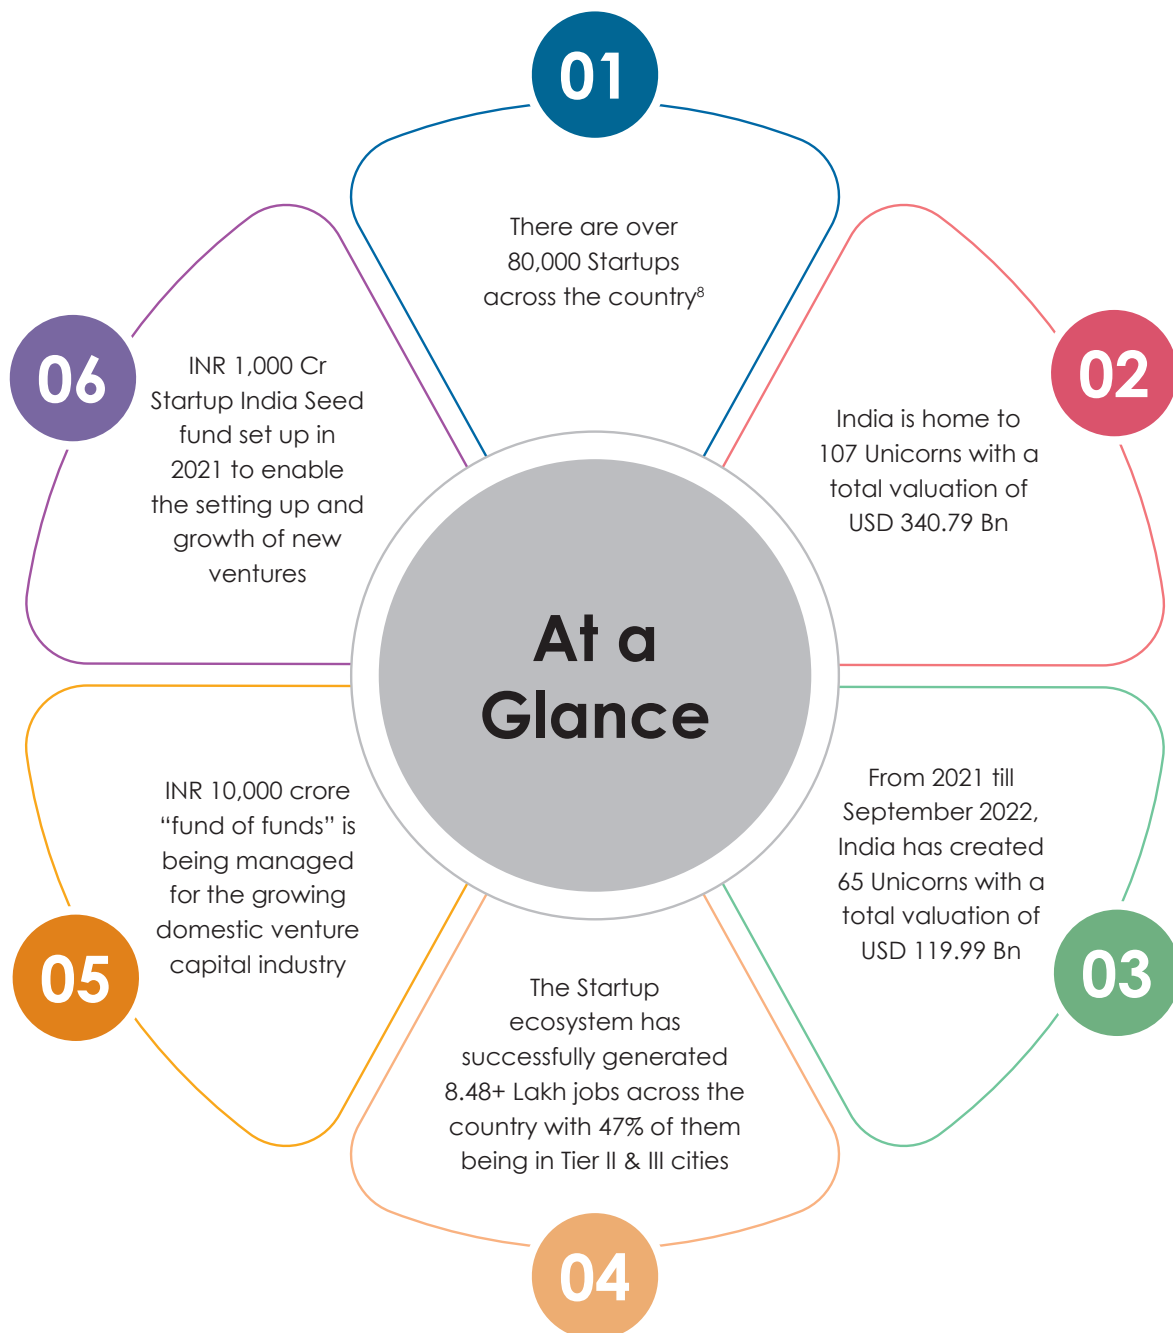 01
There are over
80,000 Startups
across the country⁸
02
India is home to
107 Unicorns with a
total valuation of
USD 340.79 Bn
03
From 2021 till
September 2022,
India has created
65 Unicorns with a
total valuation of
USD 119.99 Bn
04
The Startup
ecosystem has
successfully generated
8.48+ Lakh jobs across the
country with 47% of them
being in Tier II & III cities
05
INR 10,000 crore
“fund of funds” is
being managed
for the growing
domestic venture
capital industry
06
INR 1,000 Cr
Startup India Seed
fund set up in
2021 to enable
the setting up and
growth of new
ventures
At a
Glance